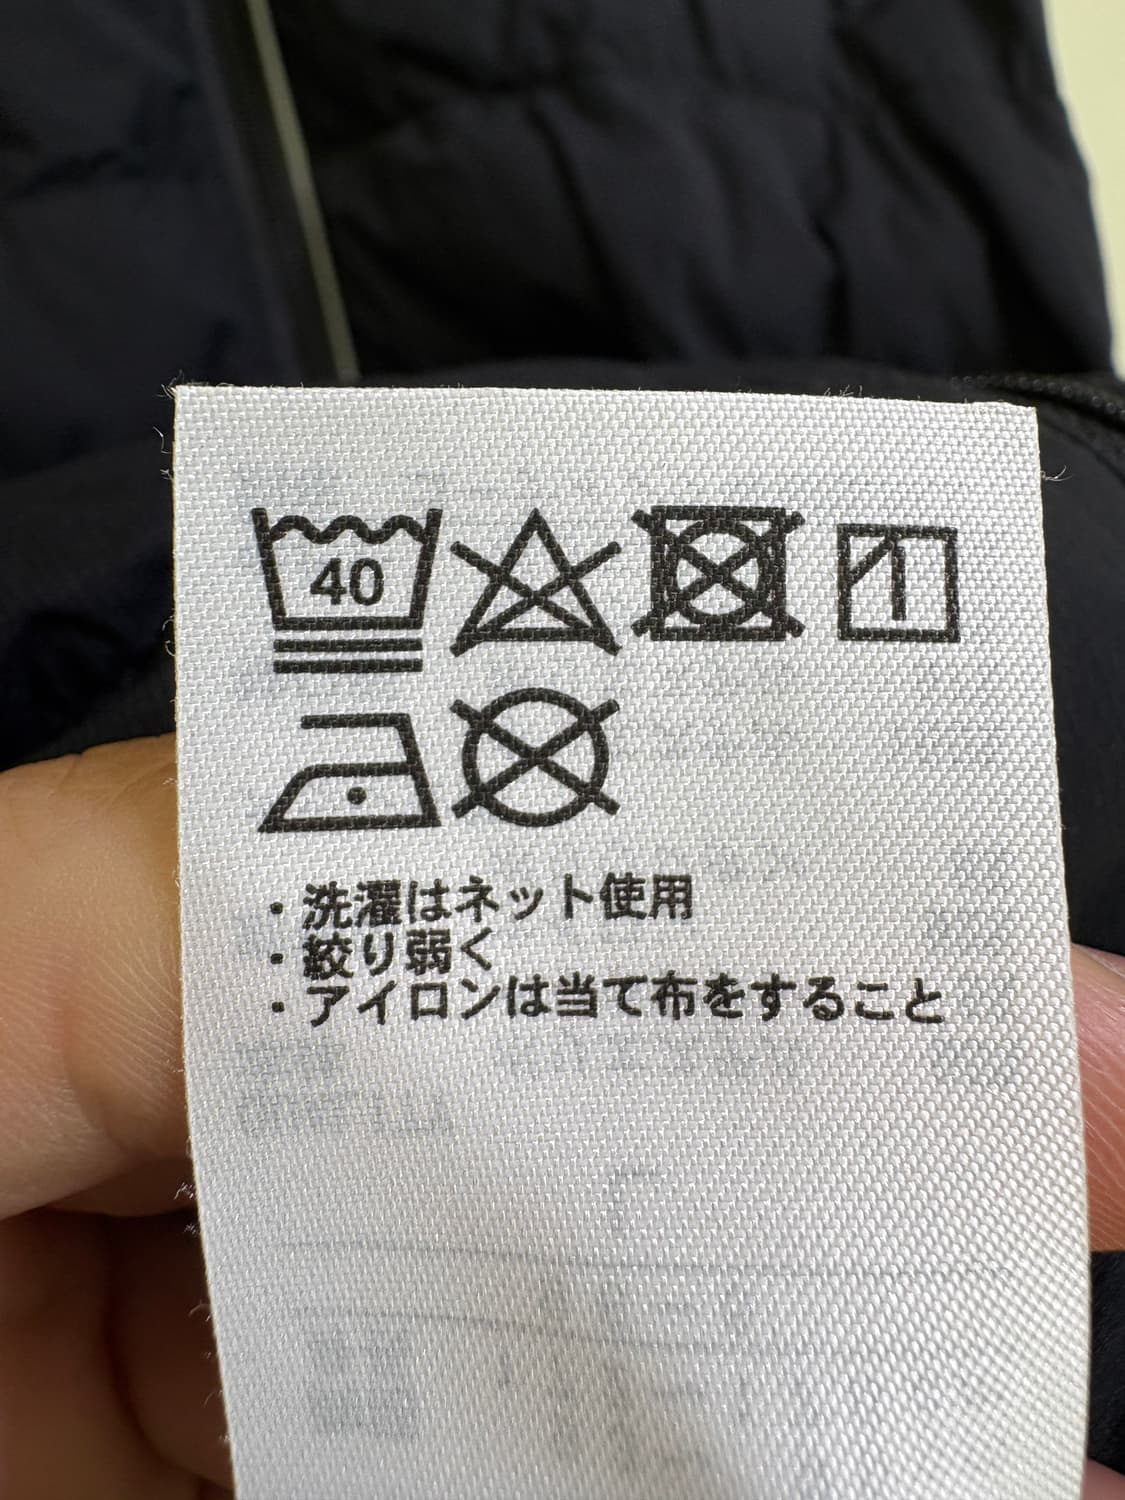 40
・洗濯はネット使用
・絞り弱く
・アイロンは当て布をすること